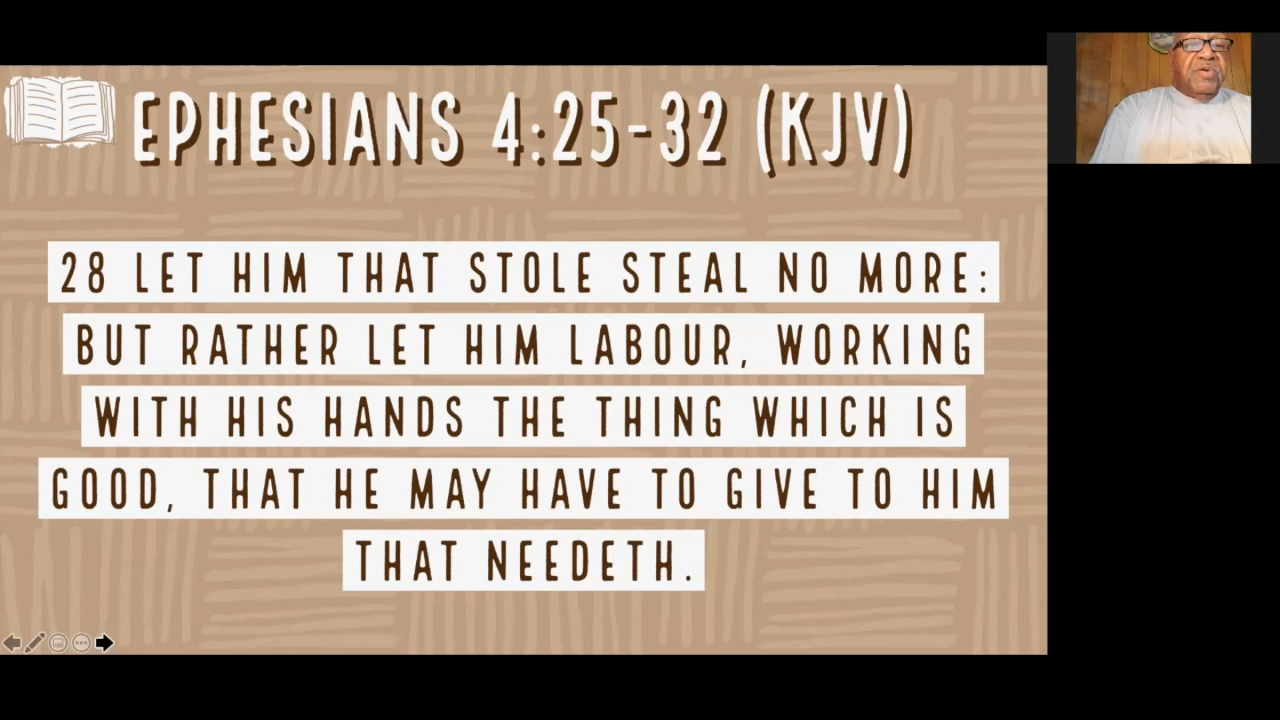 EPHESIANS 4:25-32 (KJV)
28 LET HIM THAT STOLE STEAL NO MORE:
BUT RATHER LET HIM LABOUR, WORKING
WITH HIS HANDS THE THING WHICH IS
GOOD, THAT HE MAY HAVE TO GIVE TO HIM
THAT NEEDETH.